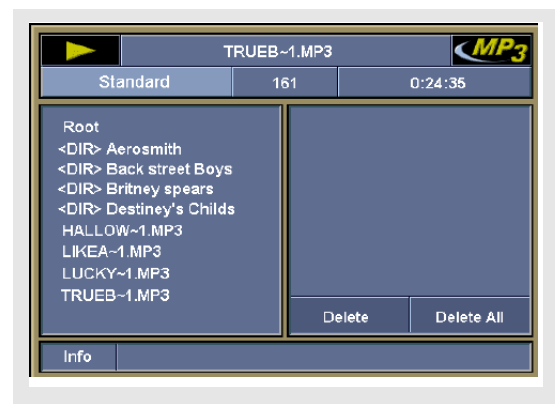 TRUEB~1.MP3 MP3
Standard 161 0:24:35
Root
<DIR> Aerosmith
<DIR> Back street Boys
<DIR> Britney spears
<DIR> Destiney's Childs
HALLOW~1.MP3
LIKEA~1.MP3
LUCKY~1.MP3
TRUEB~1.MP3
Delete Delete All
Info